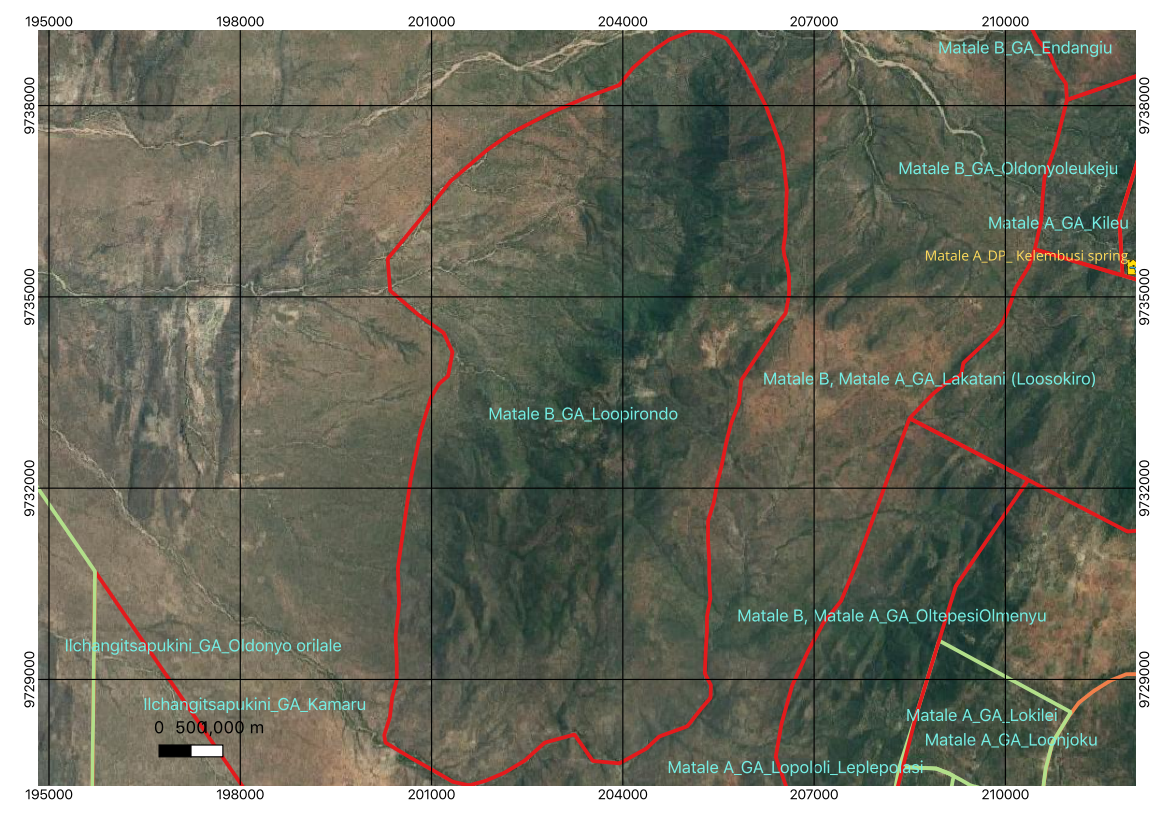 195000 198000 201000 204000 207000 210000
Matale B_GA_Endangiu
9738000 9738000
Matale B_GA_Oldonyoleukeju
Matale A_GA_Kileu
Matale A_DP_ Kelembusi spring
9735000 9735000
Matale B, Matale A_GA_Lakatani (Loosokiro)
Matale B_GA_Loopirondo
9732000 9732000
Matale B, Matale A_GA_OltepesiOlmenyu
Ilchangitsapukini_GA_Oldonyo orilale
9729000 9729000
Ilchangitsapukini_GA_Kamaru
Matale A_GA_Lokilei
0 500 1,000 m
Matale A_GA_Loonjoku
Matale A_GA_Lopololi_Leplepolasi
195000 198000 201000 204000 207000 210000